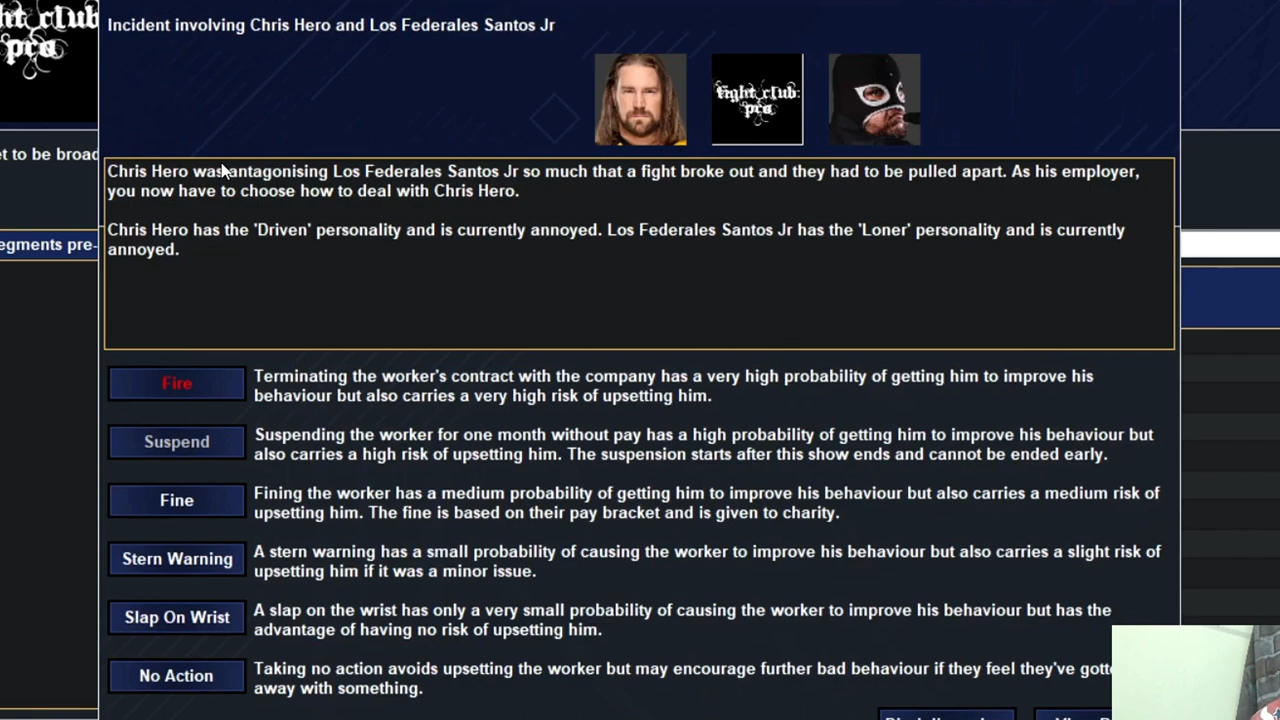 ht club
pro
Incident involving Chris Hero and Los Federales Santos Jr
fight club
pro
et to be broad
Chris Hero was antagonising Los Federales Santos Jr so much that a fight broke out and they had to be pulled apart. As his employer,
you now have to choose how to deal with Chris Hero.
egments pre-
Chris Hero has the 'Driven' personality and is currently annoyed. Los Federales Santos Jr has the 'Loner' personality and is currently
annoyed.
Fire
Terminating the worker's contract with the company has a very high probability of getting him to improve his
behaviour but also carries a very high risk of upsetting him.
Suspend
Suspending the worker for one month without pay has a high probability of getting him to improve his behaviour but
also carries a high risk of upsetting him. The suspension starts after this show ends and cannot be ended early.
Fine
Fining the worker has a medium probability of getting him to improve his behaviour but also carries a medium risk of
upsetting him. The fine is based on their pay bracket and is given to charity.
Stern Warning
A stern warning has a small probability of causing the worker to improve his behaviour but also carries a slight risk of
upsetting him if it was a minor issue.
Slap On Wrist
A slap on the wrist has only a very small probability of causing the worker to improve his behaviour but has the
advantage of having no risk of upsetting him.
No Action
Taking no action avoids upsetting the worker but may encourage further bad behaviour if they feel they've gotte
away with something.